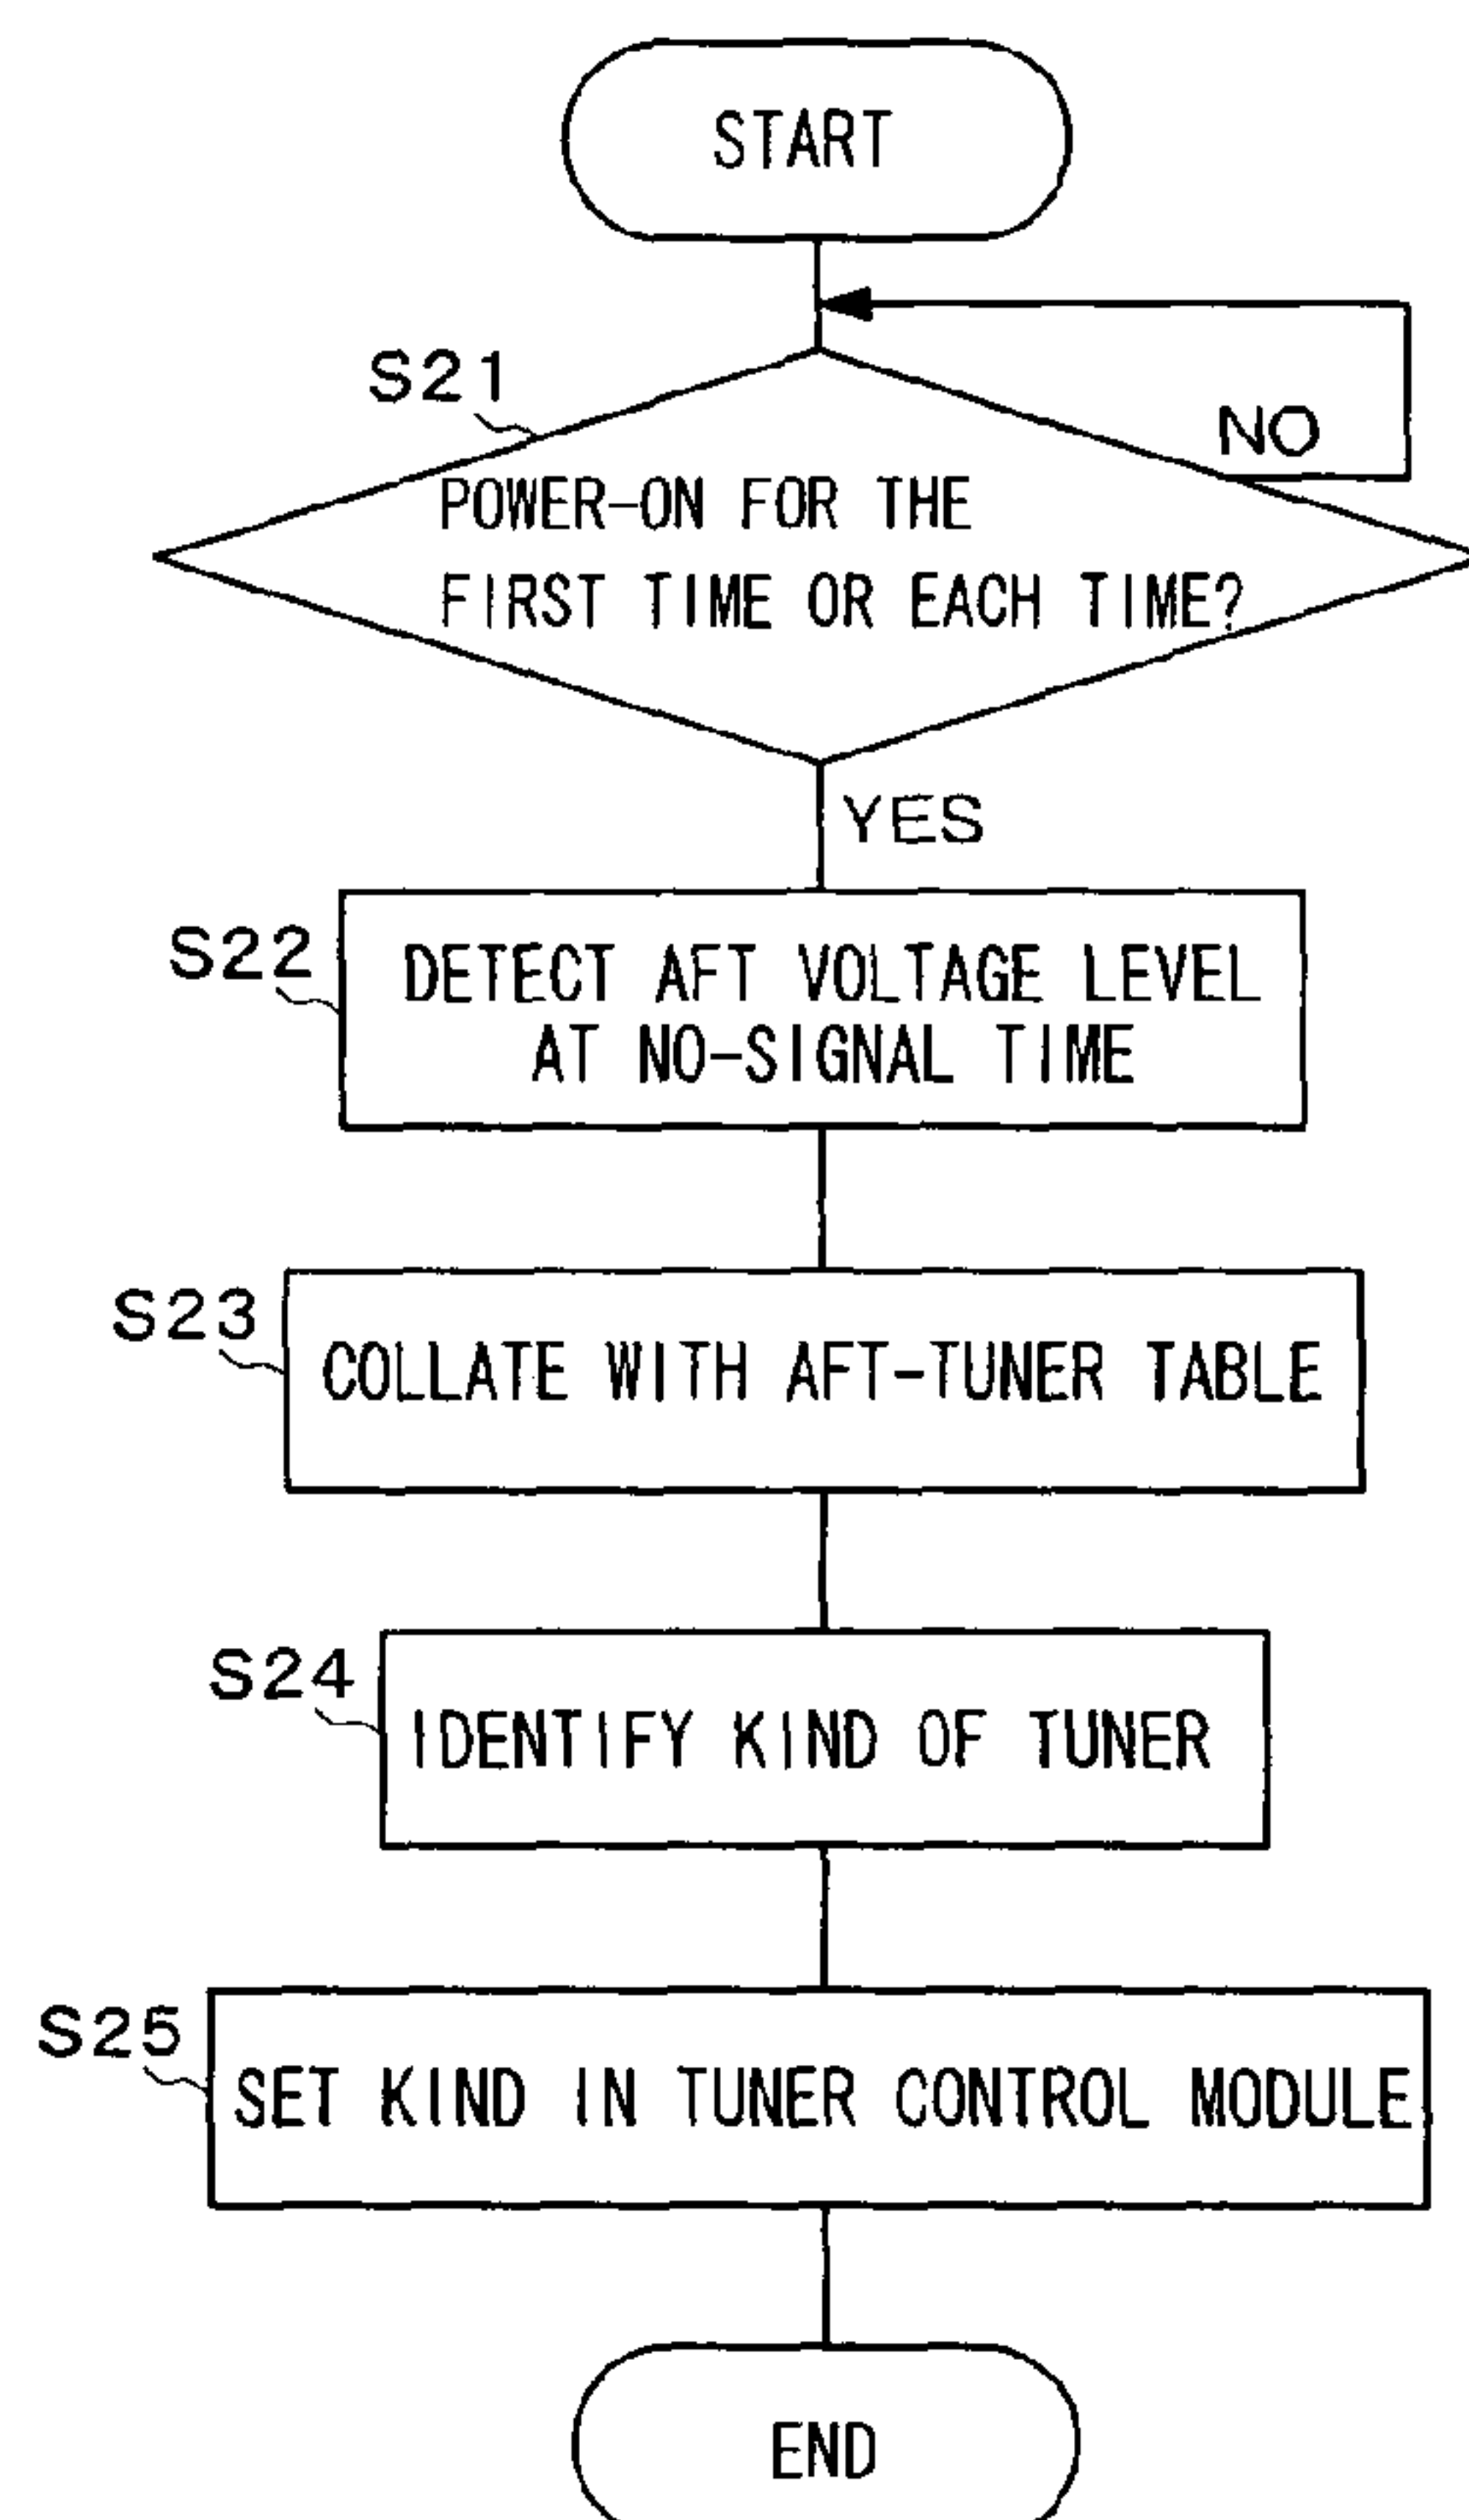 START
S21
NO
POWER-ON FOR THE
FIRST TIME OR EACH TIME?
YES
S22
DETECT AFT VOLTAGE LEVEL
AT NO-SIGNAL TIME
S23
COLLATE WITH AFT-TUNER TABLE
S24
IDENTIFY KIND OF TUNER
S25
SET KIND IN TUNER CONTROL MODULE
END